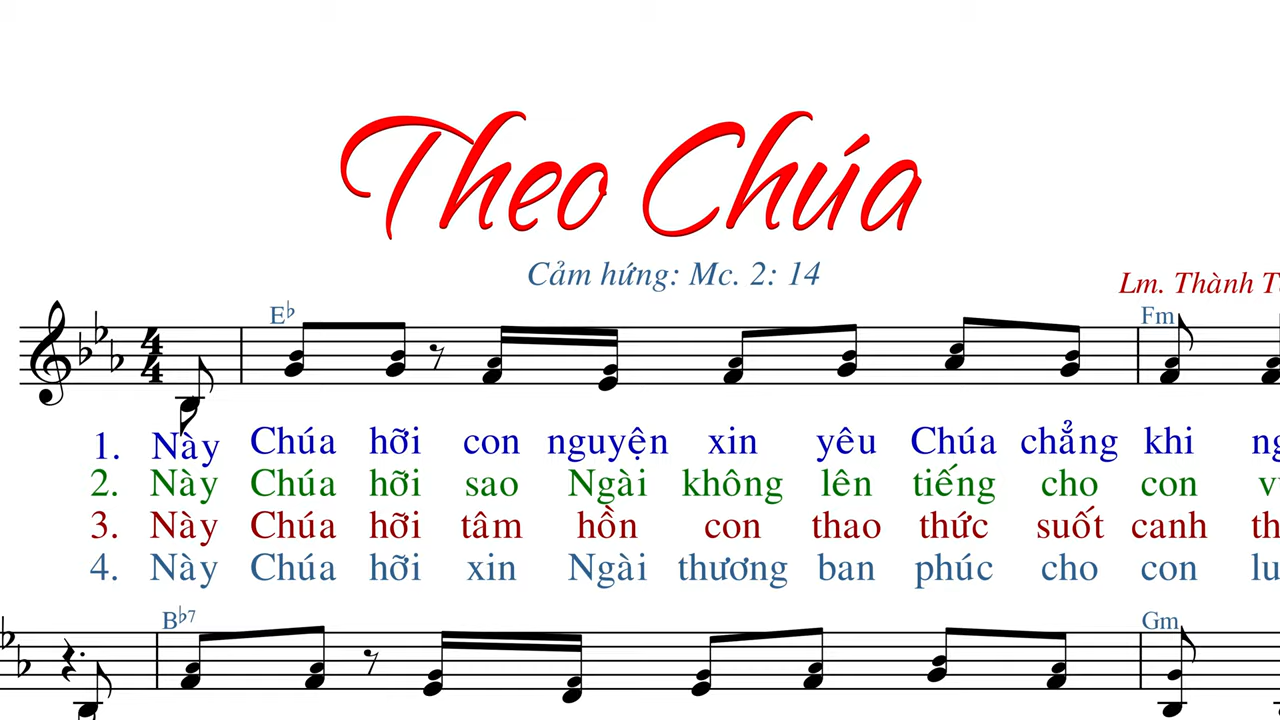 Theo Chúa
Cảm hứng: Mc. 2: 14
Lm. Thành
E♭ Fm
1. Này Chúa hỡi con nguyện xin yêu Chúa chẳng khi
2. Này Chúa hỡi sao Ngài không lên tiếng cho con
3. Này Chúa hỡi tâm hồn con thao thức suốt canh
4. Này Chúa hỡi xin Ngài thương ban phúc cho con
B♭7 Gm